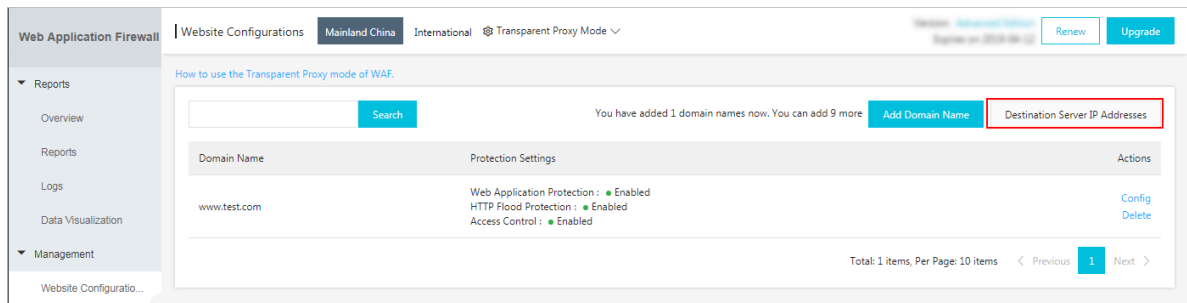 Web Application Firewall
Website Configurations Mainland China International Transparent Proxy Mode
Renew Upgrade
Reports
Overview
Reports
Logs
Data Visualization
Management
Website Configuratio...
How to use the Transparent Proxy mode of WAF.
Search You have added 1 domain names now. You can add 9 more Add Domain Name Destination Server IP Addresses
Domain Name Protection Settings Actions
www.test.com
Web Application Protection : Enabled
HTTP Flood Protection : Enabled
Access Control : Enabled
Config
Delete
Total: 1 items, Per Page: 10 items < Previous 1 Next >